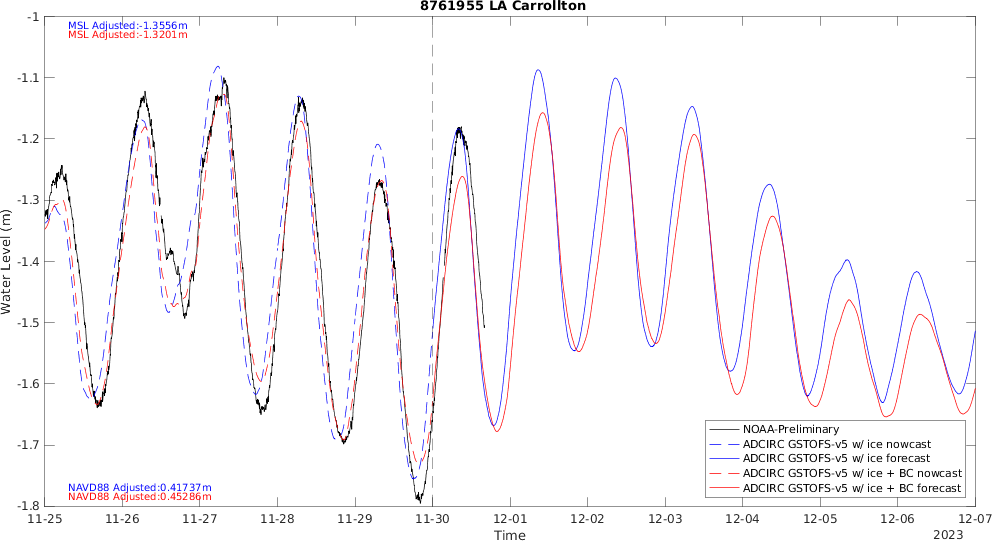 8761955 LA Carrollton
MSL Adjusted:-1.3556m
MSL Adjusted:-1.3201m
-1
-1.1
-1.2
-1.3
-1.4
-1.5
-1.6
-1.7
-1.8
Water Level (m)
NAVD88 Adjusted:0.41737m
NAVD88 Adjusted:0.45286m
NOAA-Preliminary
ADCIRC GSTOFS-v5 w/ ice nowcast
ADCIRC GSTOFS-v5 w/ ice forecast
ADCIRC GSTOFS-v5 w/ ice + BC nowcast
ADCIRC GSTOFS-v5 w/ ice + BC forecast
11-25 11-26 11-27 11-28 11-29 11-30 12-01 12-02 12-03 12-04 12-05 12-06 12-07
Time
2023